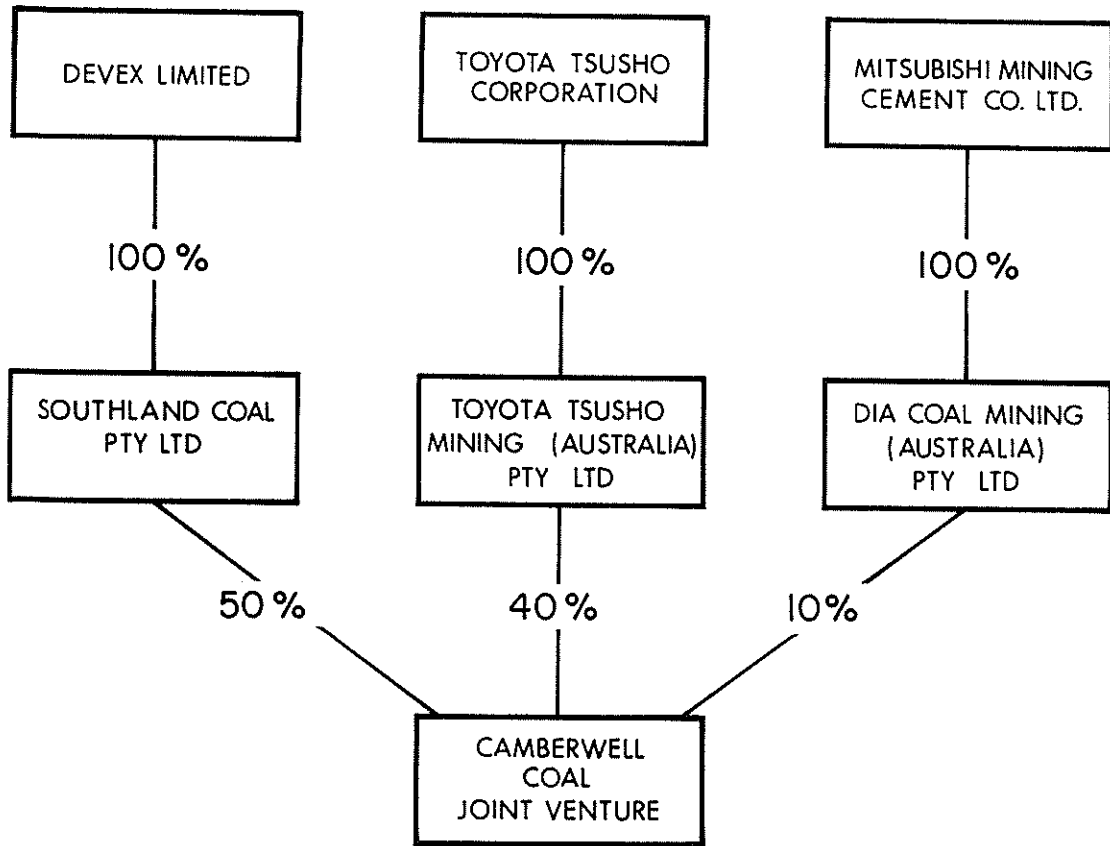 DEVEX LIMITED
TOYOTA TSUSHO
CORPORATION
MITSUBISHI MINING
CEMENT CO. LTD.
100%
100%
100%
SOUTHLAND COAL
PTY LTD
TOYOTA TSUSHO
MINING (AUSTRALIA)
PTY LTD
DIA COAL MINING
(AUSTRALIA)
PTY LTD
50%
40%
10%
CAMBERWELL
COAL
JOINT VENTURE